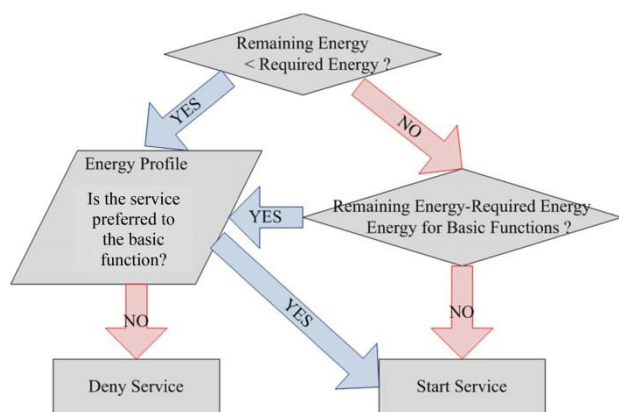 Remaining Energy
< Required Energy ?
YES
NO
Energy Profile
Is the service
preferred to
the basic
function?
YES
Remaining Energy-Required Energy
Energy for Basic Functions ?
NO
YES
NO
Deny Service
Start Service